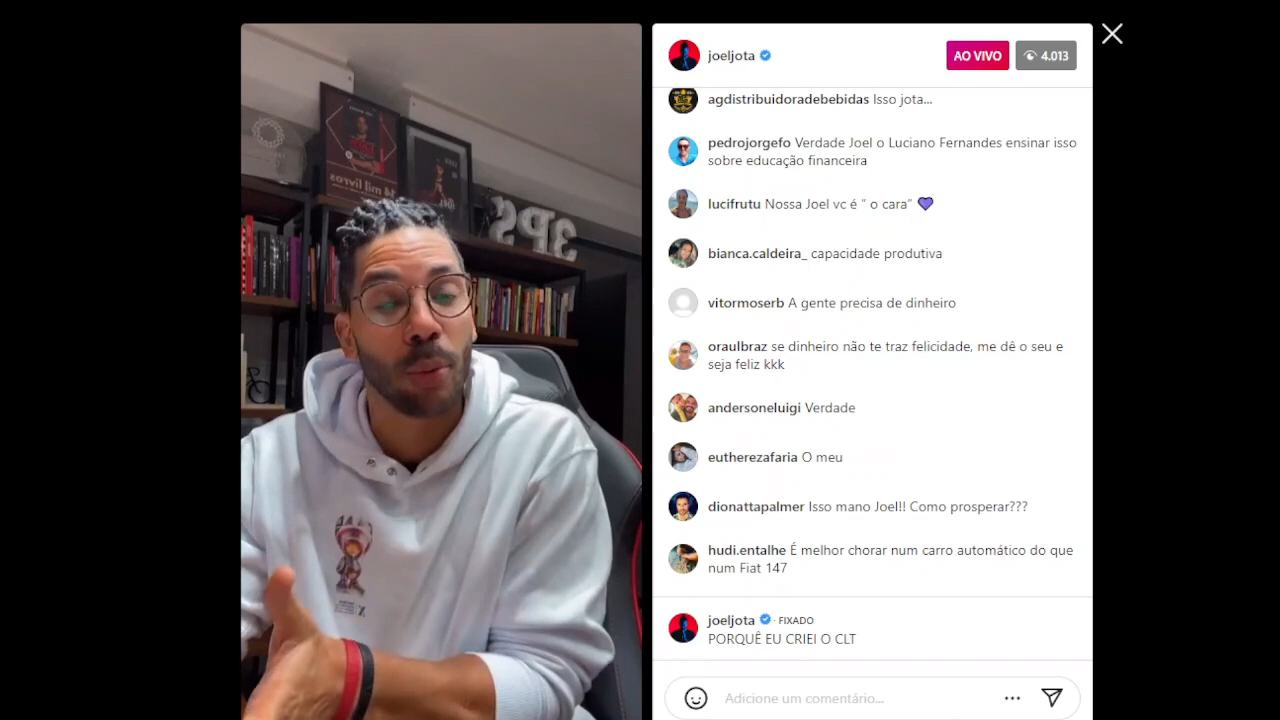 joeljota
AO VIVO
4.013
agdistribuidoradebebidas Isso jota...
pedrojorgefo Verdade Joel o Luciano Fernandes ensinar isso
sobre educação financeira
lucifrutu Nossa Joel vc é " o cara" 💜
bianca.caldeira_ capacidade produtiva
vitormoserb A gente precisa de dinheiro
oraulbraz se dinheiro não te traz felicidade, me dê o seu e
seja feliz kkk
andersoneluigi Verdade
eutherezafaria O meu
dionattapalmer Isso mano Joel!! Como prosperar???
hudi.entalhe É melhor chorar num carro automático do que
num Fiat 147
joeljota · FIXADO
PORQUÊ EU CRIEI O CLT
Adicione um comentário...
14 mil livros
3PS